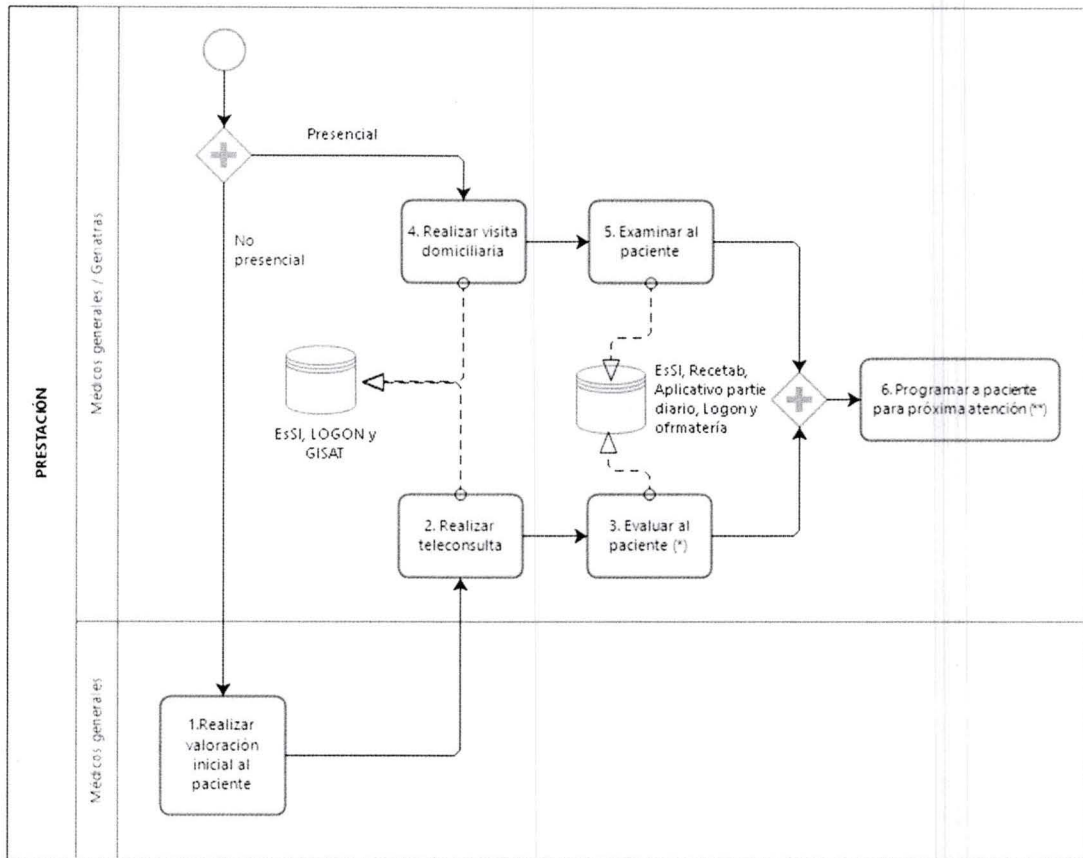 PRESTACIÓN
Médicos generales / Geriatras
Presencial
No
presencial
4. Realizar visita
domiciliaria
5. Examinar al
paciente
EsSI, LOGON y
GISAT
EsSI, Recetab,
Aplicativo partie
diario, Logon y
ofrmatería
6. Programar a paciente
para próxima atención (**)
2. Realizar
teleconsulta
3. Evaluar al
paciente (*)
Médicos generales
1.Realizar
valoración
inicial al
paciente